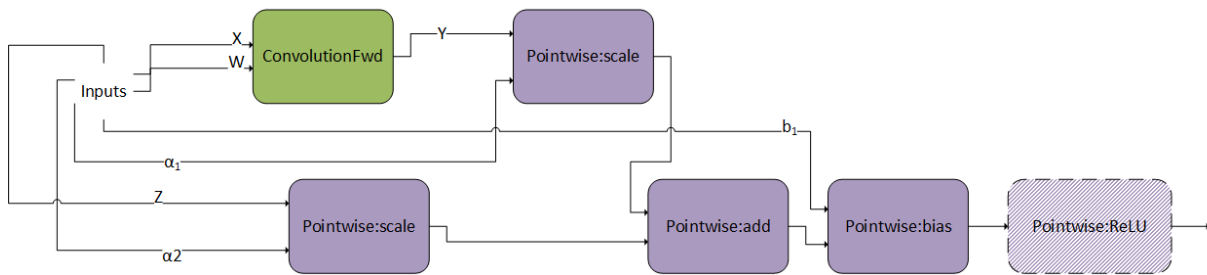 X
Y
ConvolutionFwd
Pointwise:scale
W
Inputs
b₁
α₁
Z
Pointwise:scale
Pointwise:add
Pointwise:bias
Pointwise:ReLU
α2